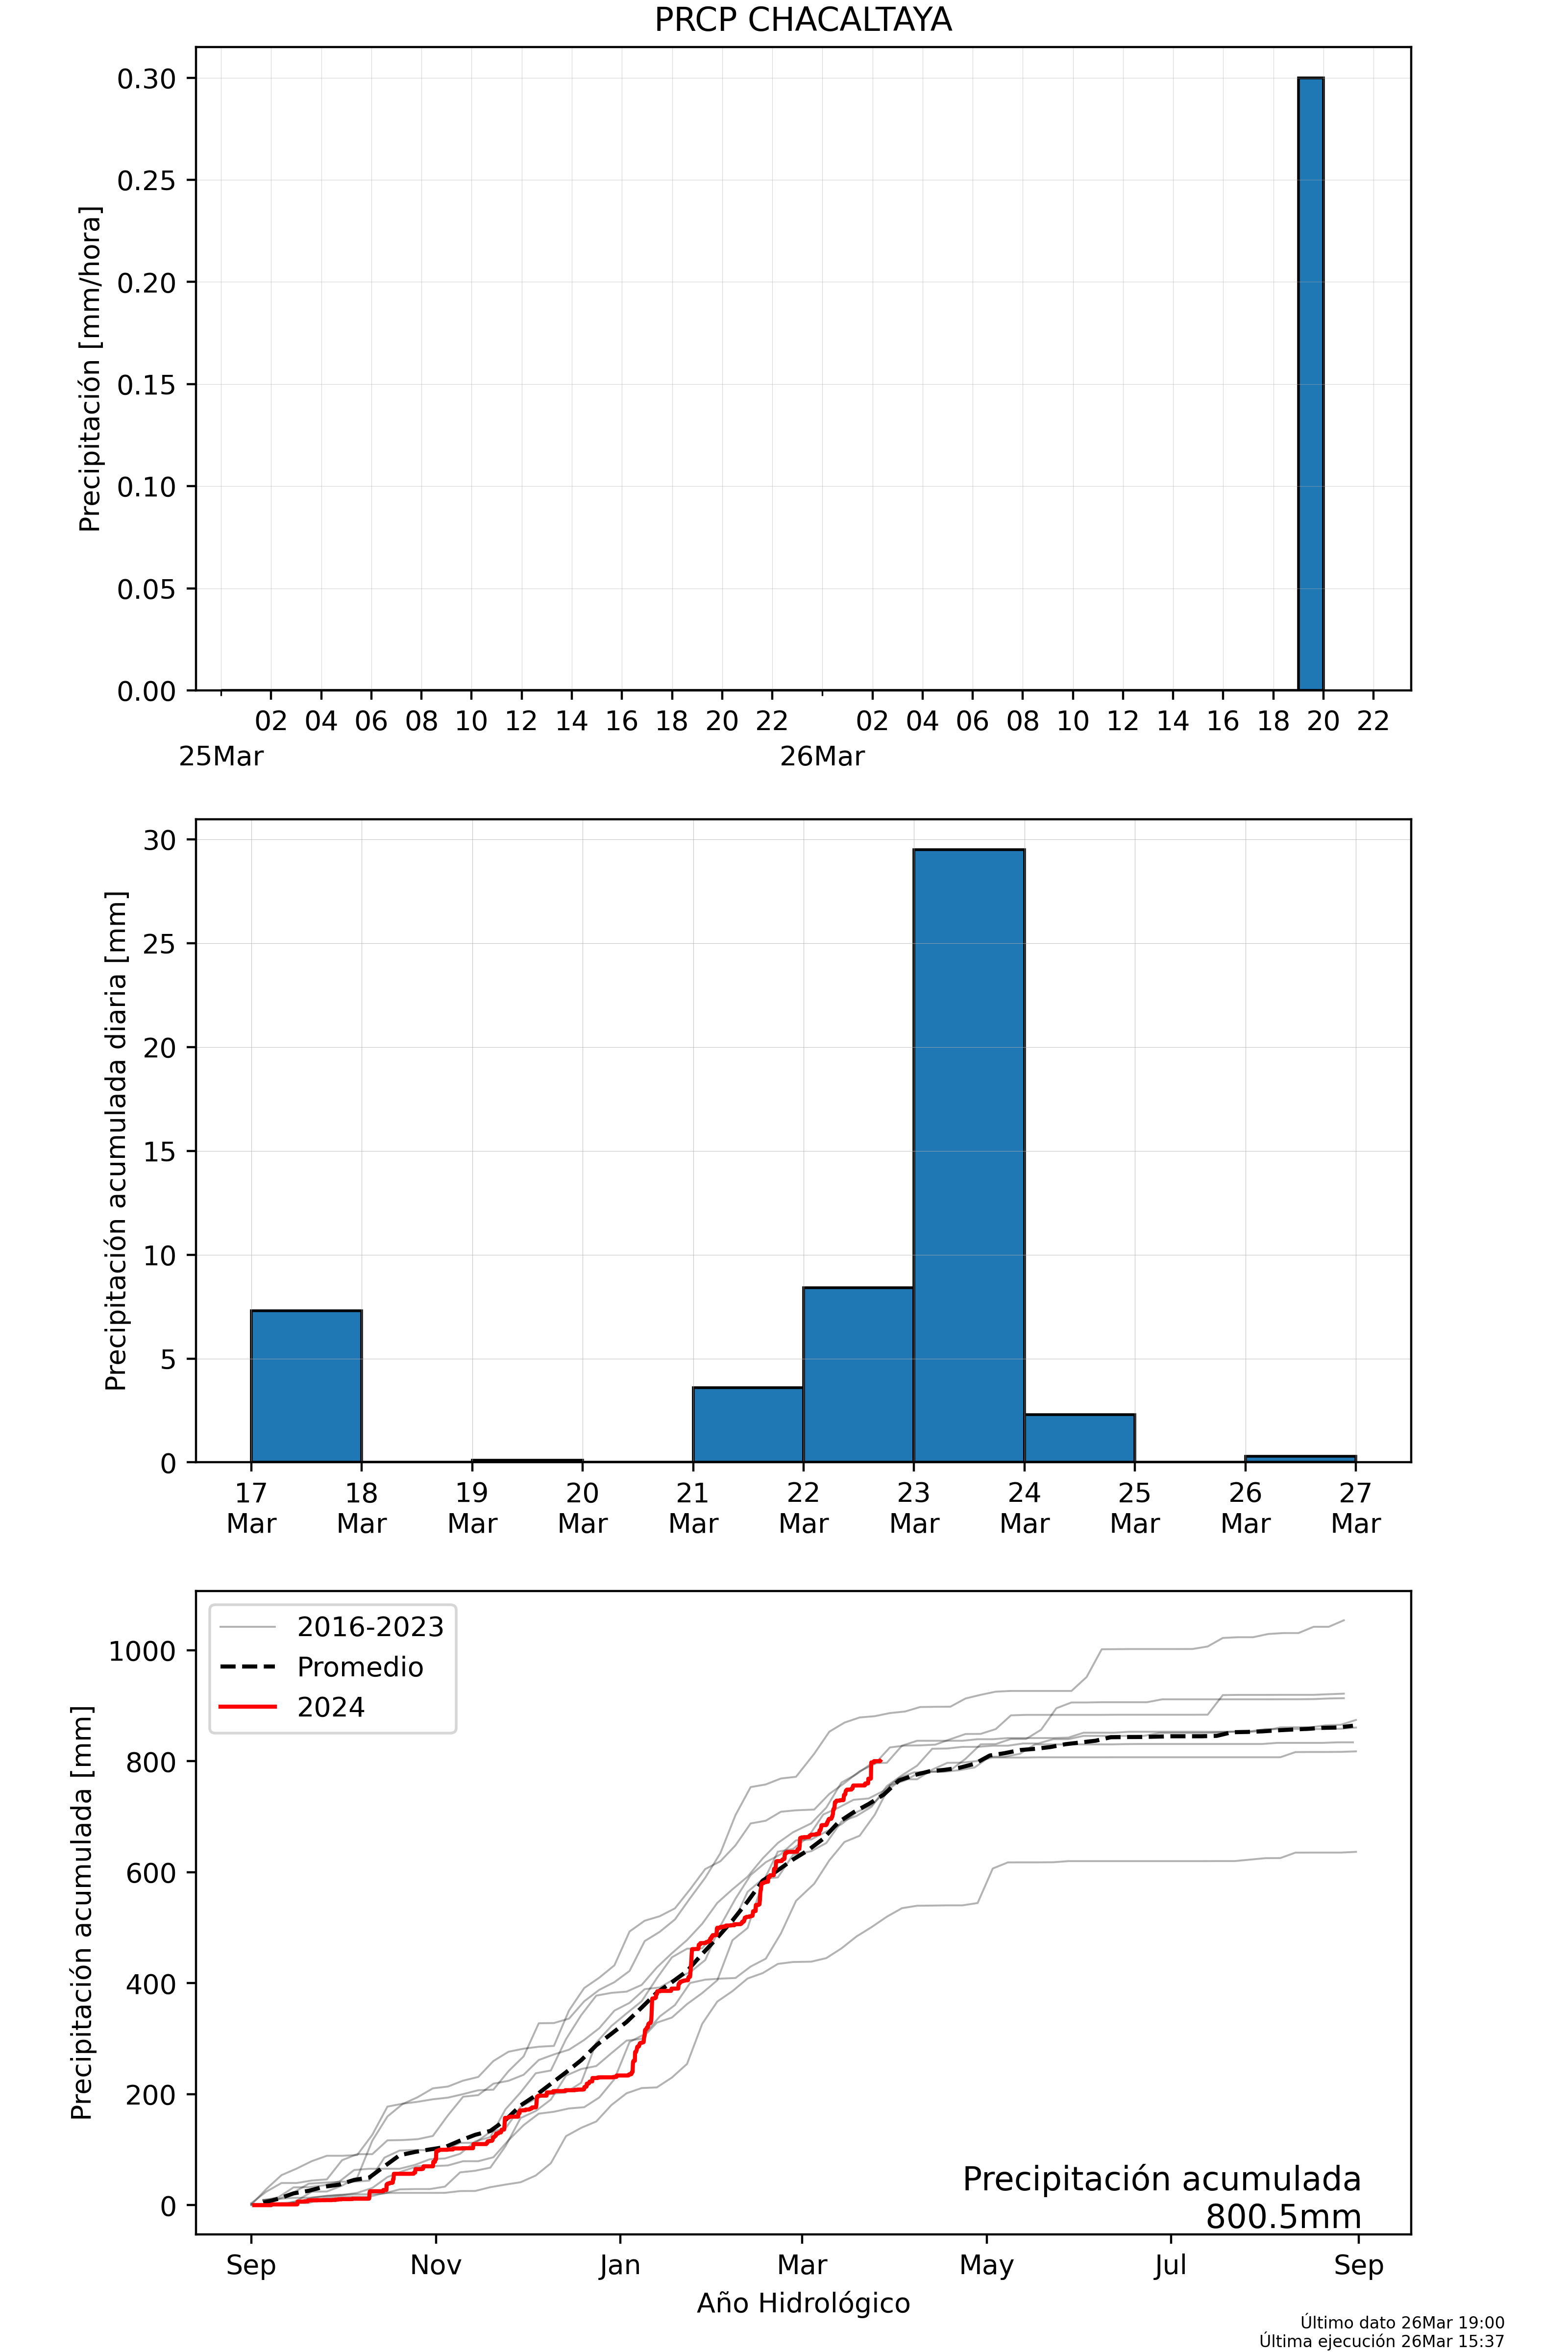 PRCP CHACALTAYA
Precipitación [mm/hora]
0.30
0.25
0.20
0.15
0.10
0.05
0.00
02 04 06 08 10 12 14 16 18 20 22 02 04 06 08 10 12 14 16 18 20 22
25Mar 26Mar
Precipitación acumulada diaria [mm]
30
25
20
15
10
5
0
17 18 19 20 21 22 23 24 25 26 27
Mar Mar Mar Mar Mar Mar Mar Mar Mar Mar Mar
Precipitación acumulada [mm]
1000
800
600
400
200
0
2016-2023
Promedio
2024
Precipitación acumulada
800.5mm
Sep Nov Jan Mar May Jul Sep
Año Hidrológico
Último dato 26Mar 19:00
Última ejecución 26Mar 15:37